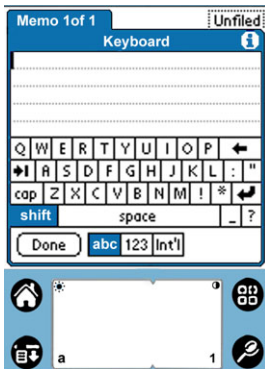 Memo 1of 1 Unfiled
Keyboard i
Q W E R T Y U I O P
A S D F G H J K L : "
cap Z X C V B N M ! *
shift space _ ?
Done abc 123 Int'l
a 1